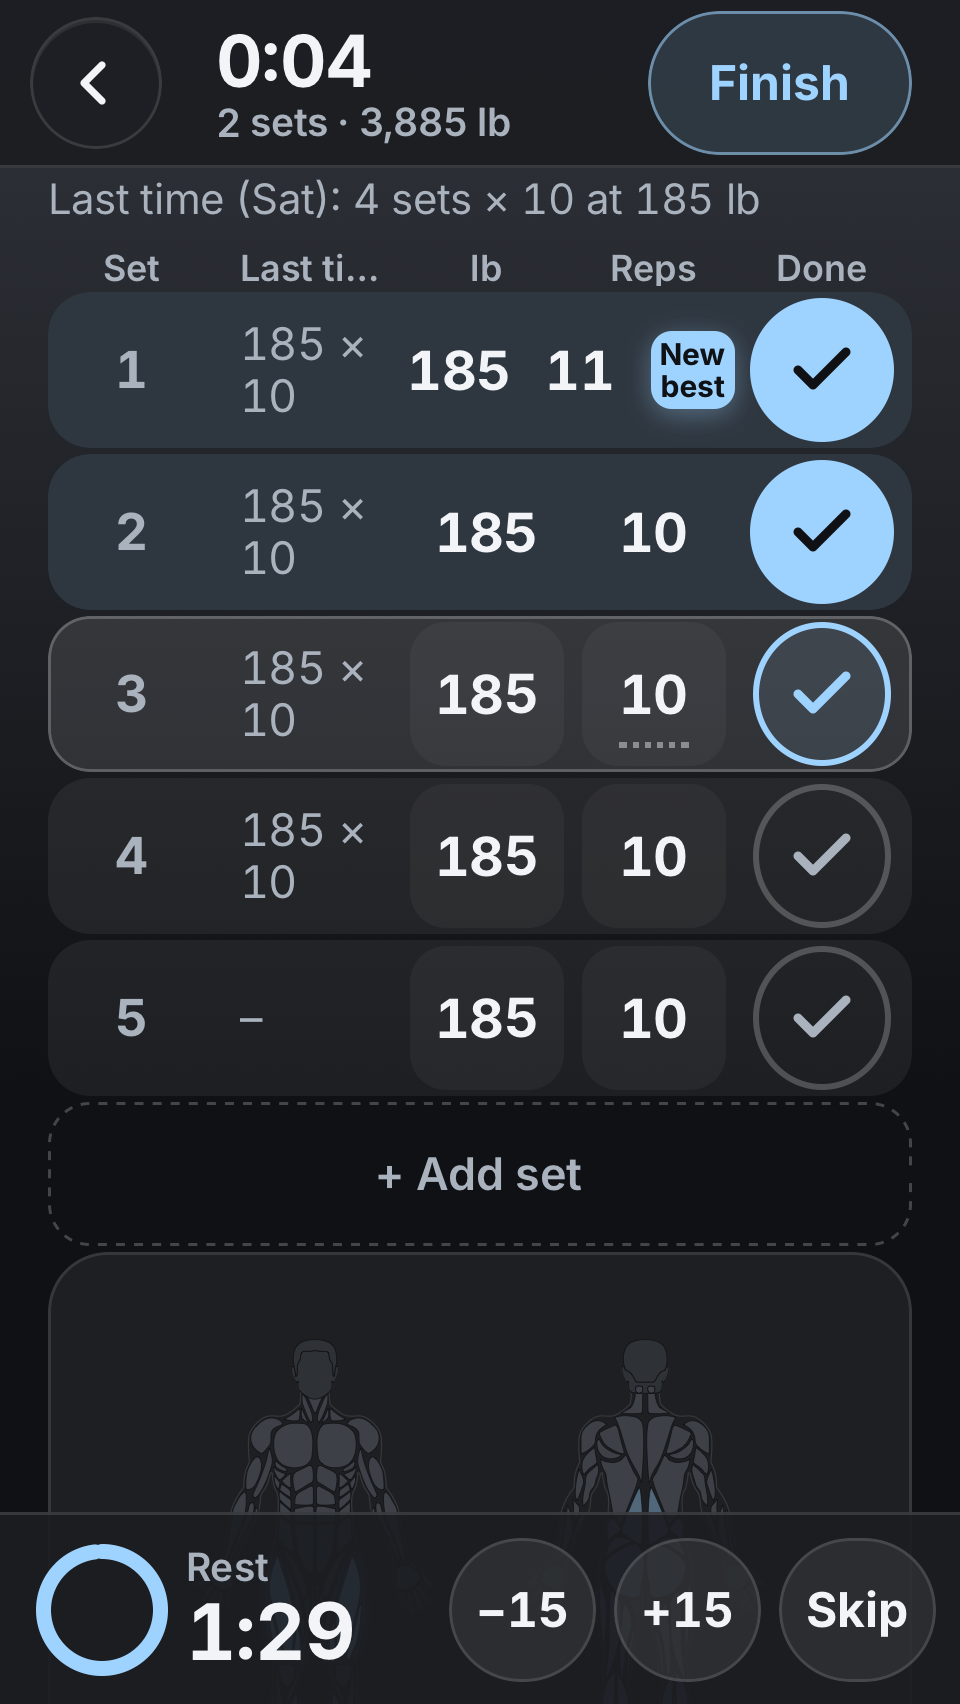 0:04
2 sets · 3,885 lb
Finish
Last time (Sat): 4 sets × 10 at 185 lb
Set Last ti... lb Reps Done
1 185 × 10 185 11 New best
2 185 × 10 185 10
3 185 × 10 185 10
4 185 × 10 185 10
5 – 185 10
+ Add set
Rest
1:29
−15 +15 Skip